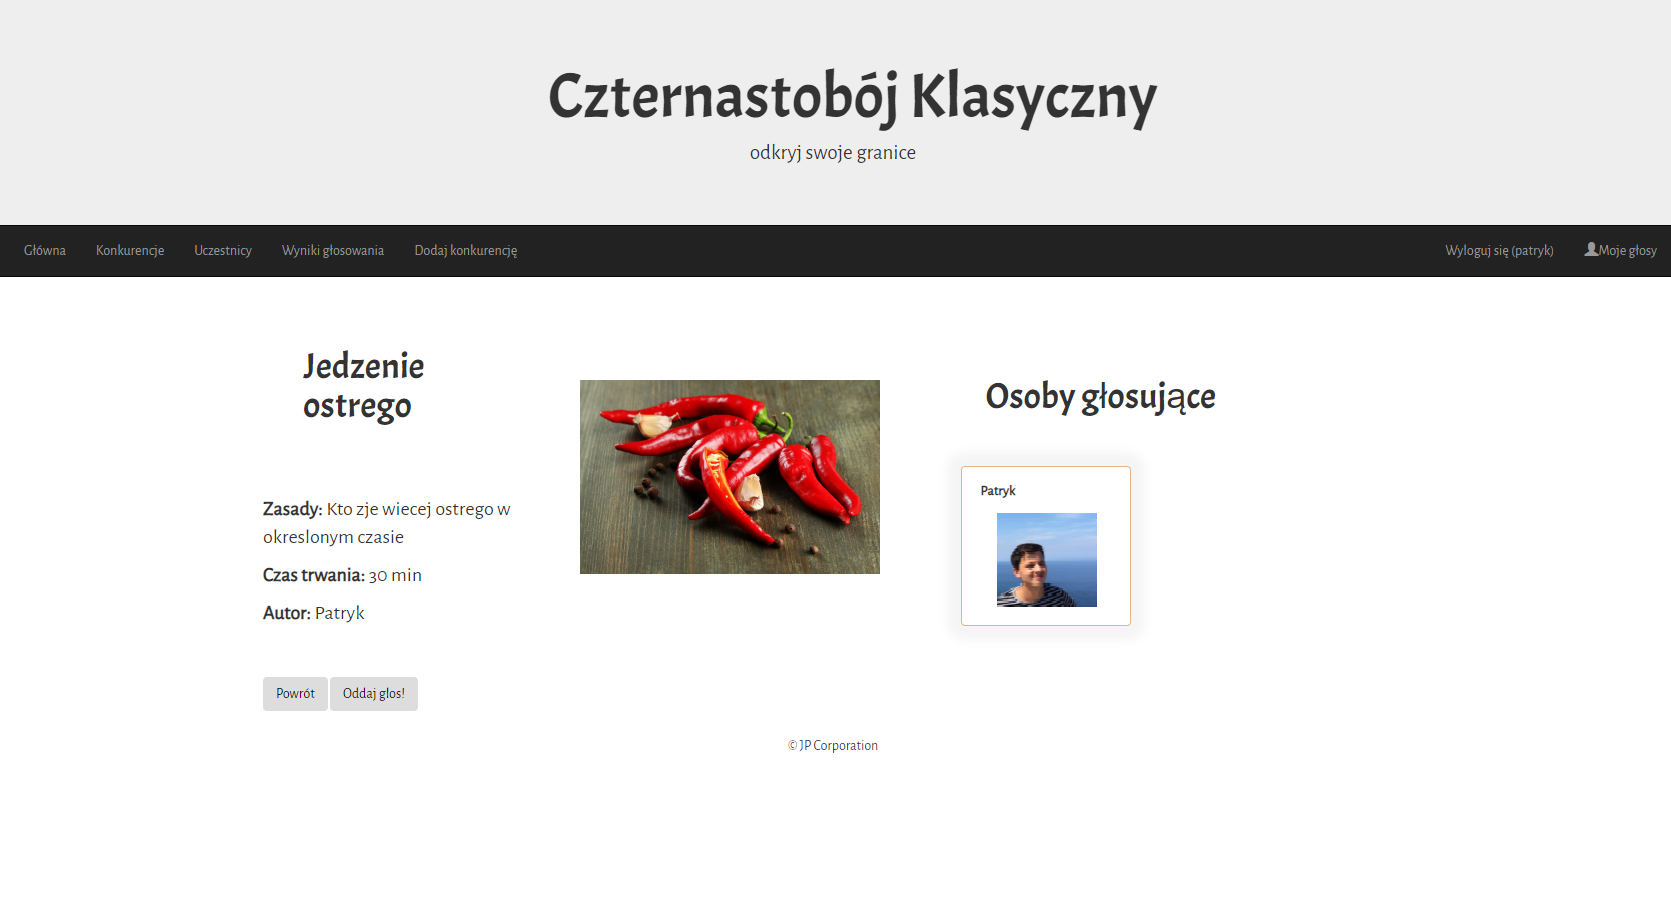 Czternastobój Klasyczny
odkryj swoje granice
Główna Konkurencje Uczestnicy Wyniki głosowania Dodaj konkurencję Wyloguj się (patryk) Moje głosy
Jedzenie
ostrego
Zasady: Kto zje wiecej ostrego w
okreslonym czasie
Czas trwania: 30 min
Autor: Patryk
Powrót Oddaj glos!
Osoby głosujące
Patryk
© JP Corporation